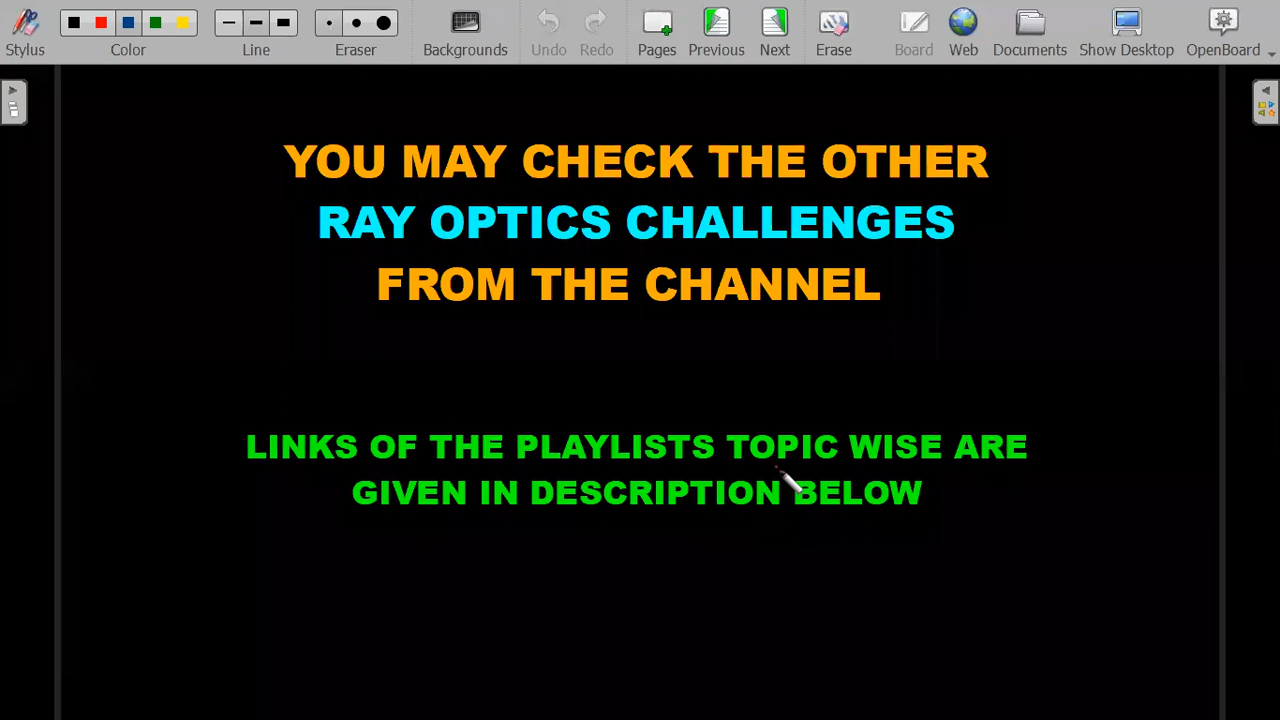 Stylus
Color
Line
Eraser
Backgrounds
Undo
Redo
Pages
Previous
Next
Erase
Board
Web
Documents
Show Desktop
OpenBoard
YOU MAY CHECK THE OTHER
RAY OPTICS CHALLENGES
FROM THE CHANNEL
LINKS OF THE PLAYLISTS TOPIC WISE ARE
GIVEN IN DESCRIPTION BELOW